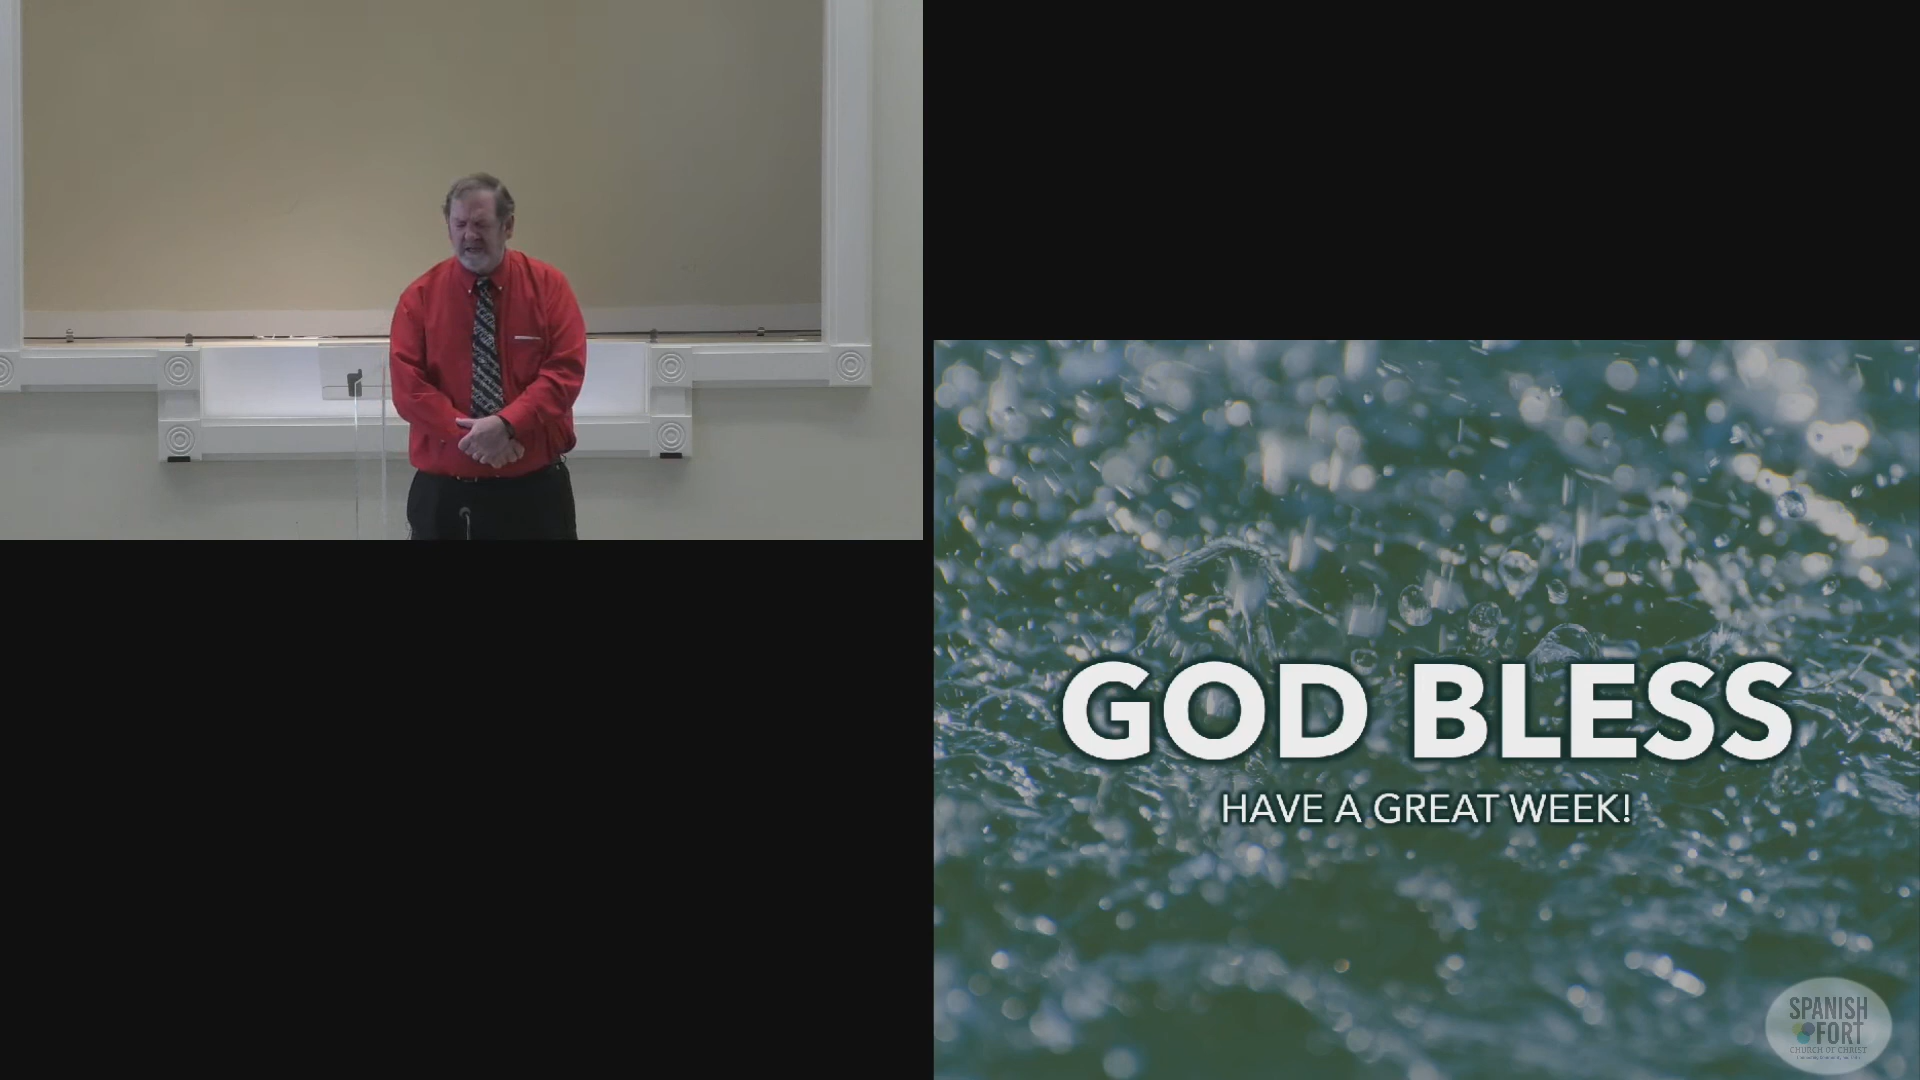 GOD BLESS
HAVE A GREAT WEEK!
SPANISH
FORT
CHURCH OF CHRIST